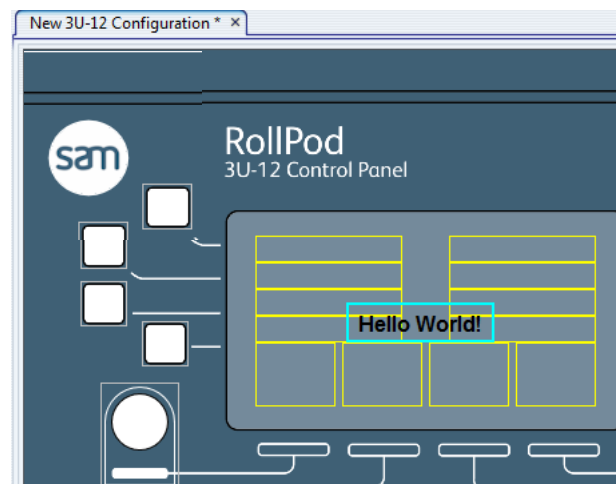 New 3U-12 Configuration * ×
sam
RollPod
3U-12 Control Panel
Hello World!